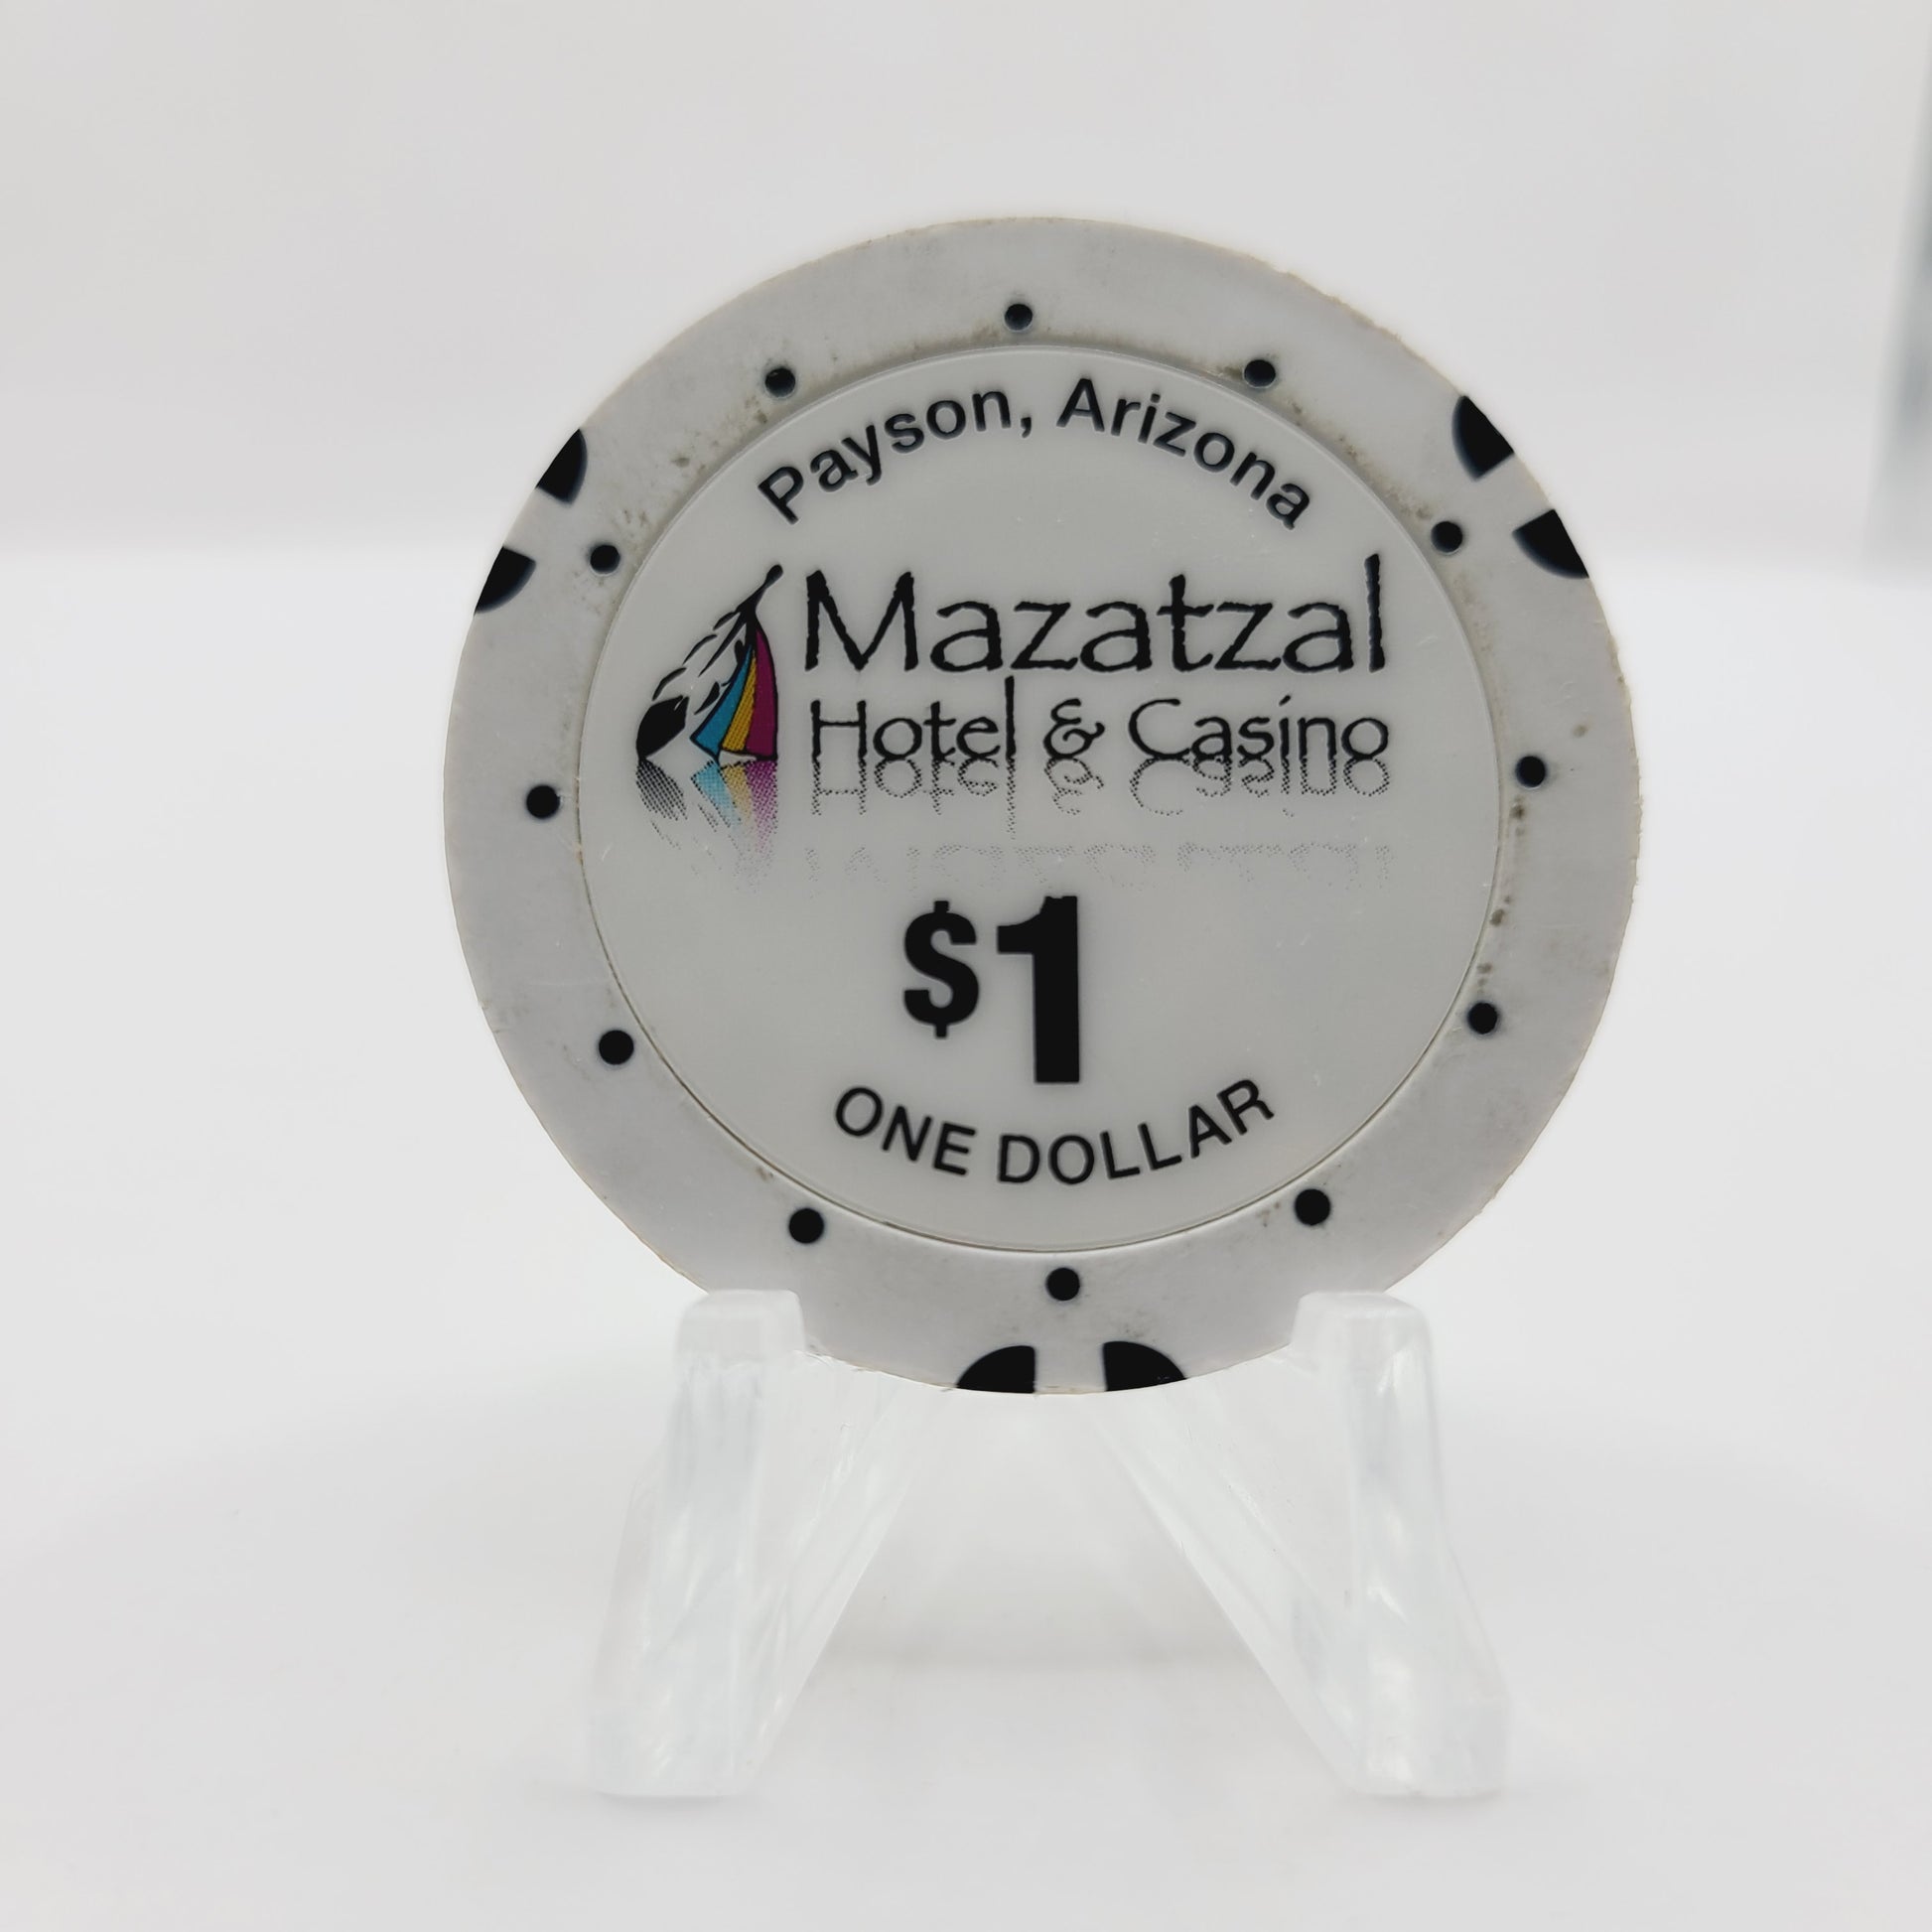 Payson, Arizona
Mazatzal
Hotel & Casino
$1
ONE DOLLAR